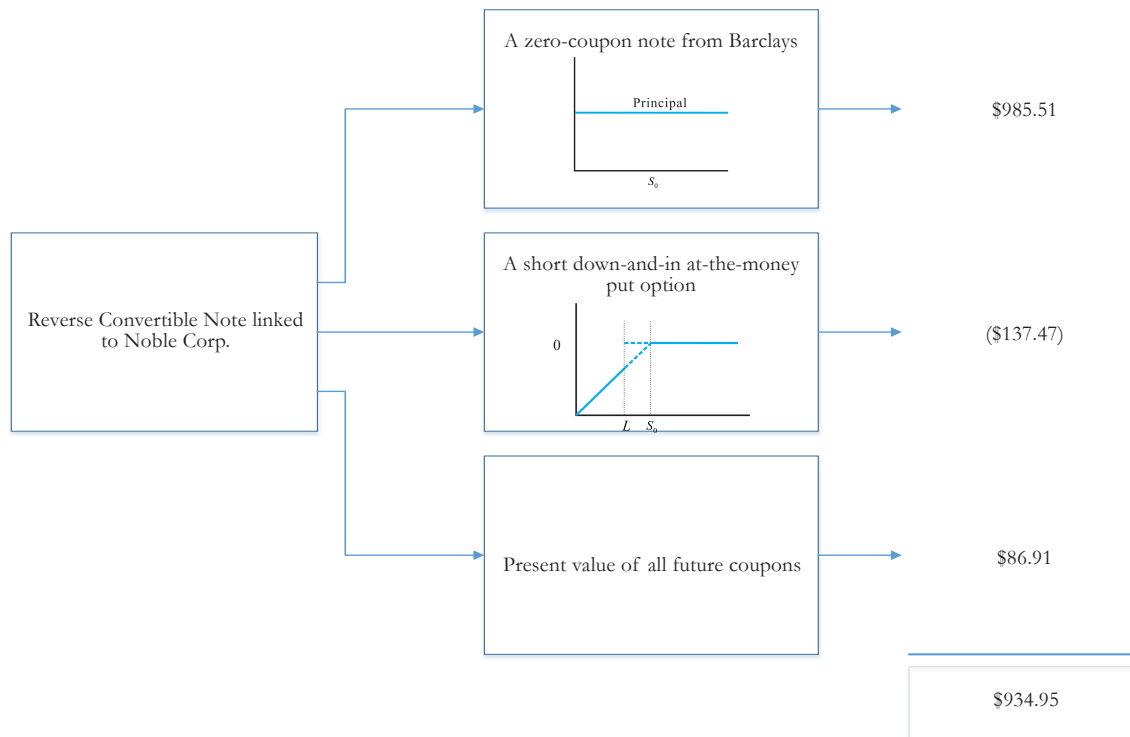 A zero-coupon note from Barclays
Principal
S₀
$985.51
Reverse Convertible Note linked
to Noble Corp.
A short down-and-in at-the-money
put option
0
L S₀
($137.47)
Present value of all future coupons
$86.91
$934.95